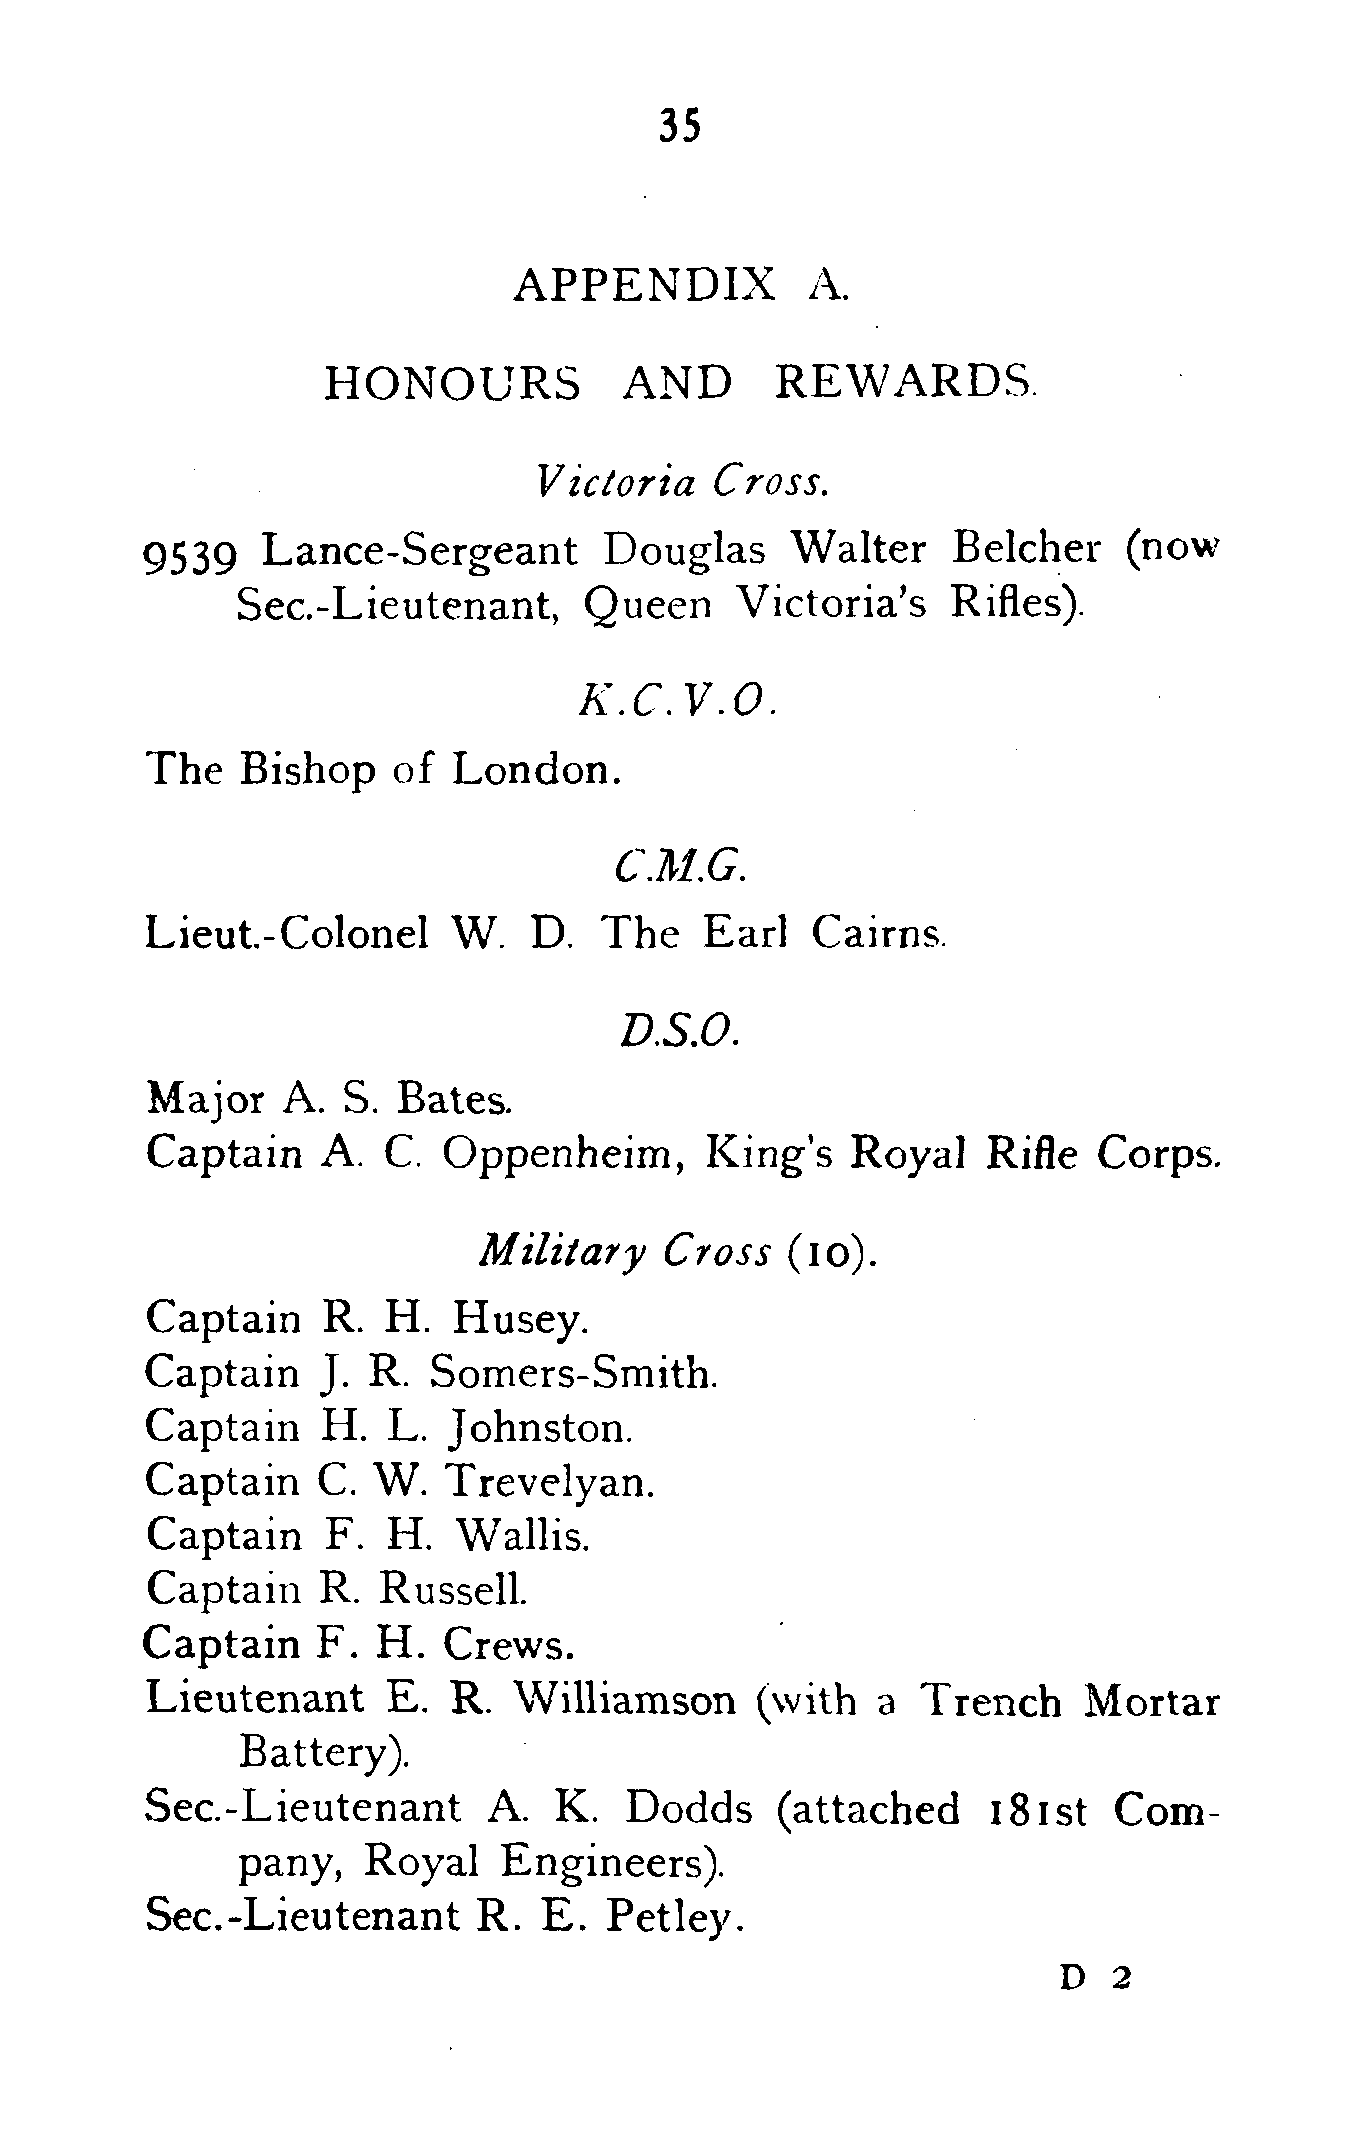 35
APPENDIX A.
HONOURS AND REWARDS.
Victoria Cross.
9539 Lance-Sergeant Douglas Walter Belcher (now
Sec.-Lieutenant, Queen Victoria's Rifles).
K.C.V.O.
The Bishop of London.
C.M.G.
Lieut.-Colonel W. D. The Earl Cairns.
D.S.O.
Major A. S. Bates.
Captain A. C. Oppenheim, King's Royal Rifle Corps.
Military Cross (10).
Captain R. H. Husey.
Captain J. R. Somers-Smith.
Captain H. L. Johnston.
Captain C. W. Trevelyan.
Captain F. H. Wallis.
Captain R. Russell.
Captain F. H. Crews.
Lieutenant E. R. Williamson (with a Trench Mortar
Battery).
Sec.-Lieutenant A. K. Dodds (attached 181st Com-
pany, Royal Engineers).
Sec.-Lieutenant R. E. Petley.
D 2